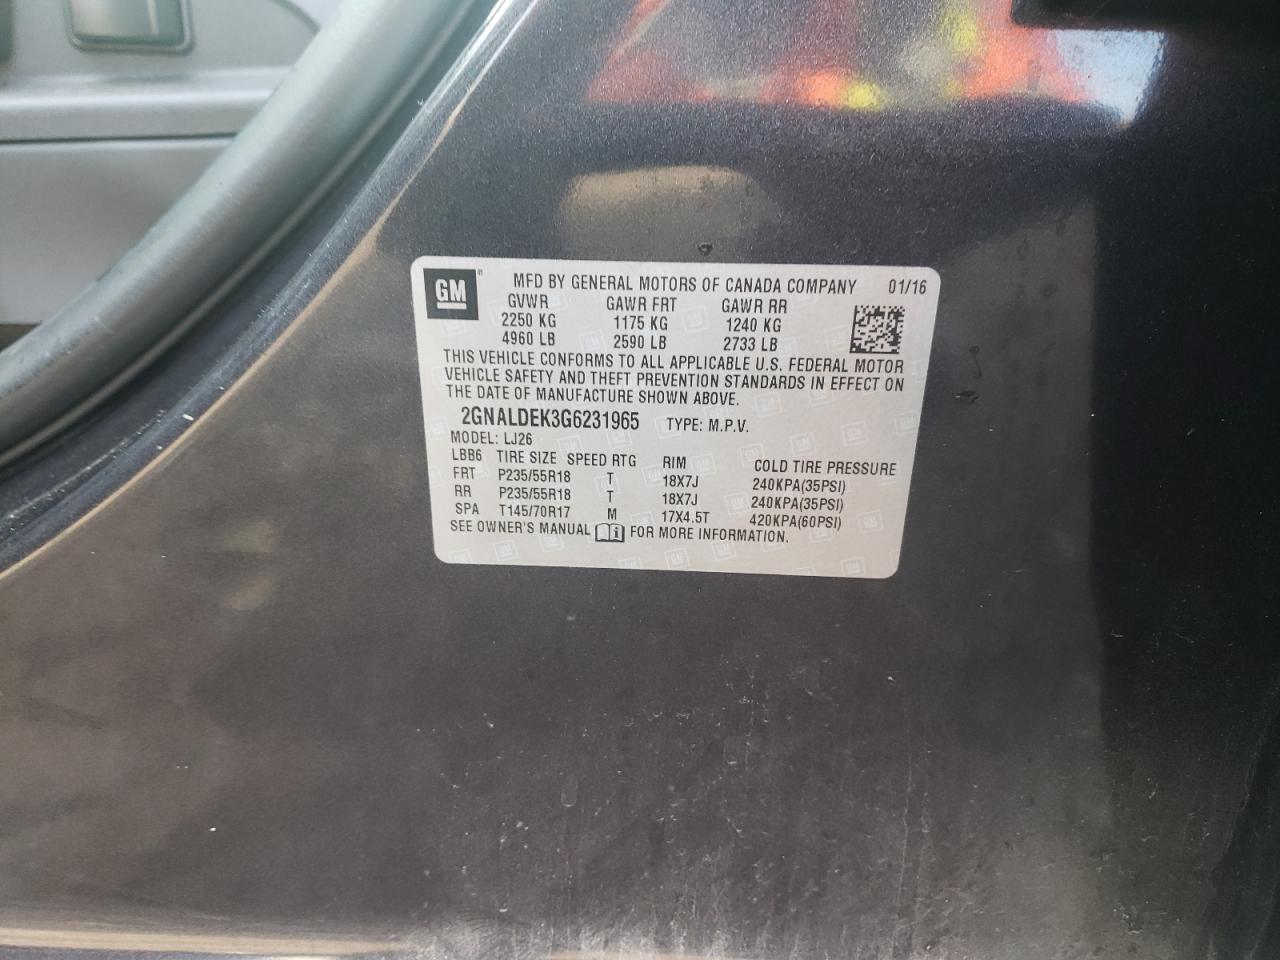 GM
MFD BY GENERAL MOTORS OF CANADA COMPANY 01/16
GVWR GAWR FRT GAWR RR
2250 KG 1175 KG 1240 KG
4960 LB 2590 LB 2733 LB
THIS VEHICLE CONFORMS TO ALL APPLICABLE U.S. FEDERAL MOTOR
VEHICLE SAFETY AND THEFT PREVENTION STANDARDS IN EFFECT ON
THE DATE OF MANUFACTURE SHOWN ABOVE.
2GNALDEK3G6231965 TYPE: M.P.V.
MODEL: LJ26
LBB6 TIRE SIZE SPEED RTG RIM COLD TIRE PRESSURE
FRT P235/55R18 T 18X7J 240KPA(35PSI)
RR P235/55R18 T 18X7J 240KPA(35PSI)
SPA T145/70R17 M 17X4.5T 420KPA(60PSI)
SEE OWNER'S MANUAL FOR MORE INFORMATION.